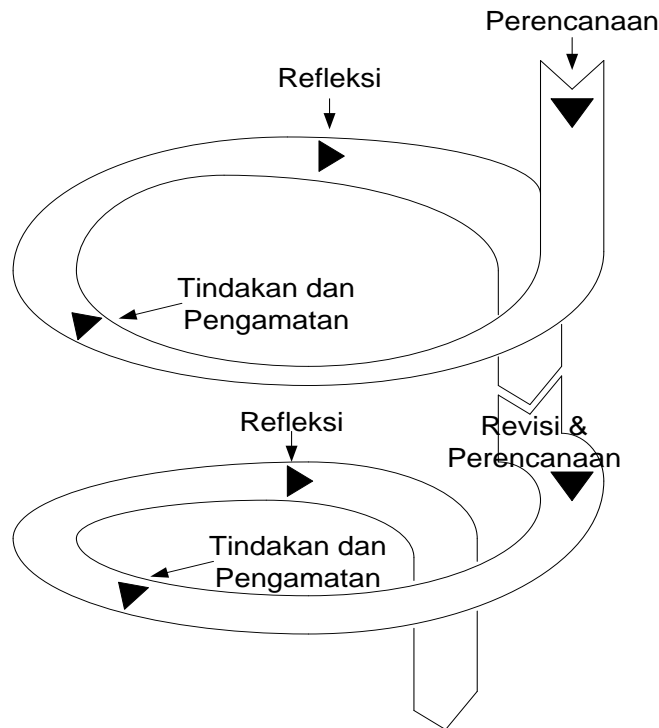 Perencanaan
Refleksi
Tindakan dan
Pengamatan
Refleksi
Revisi &
Perencanaan
Tindakan dan
Pengamatan